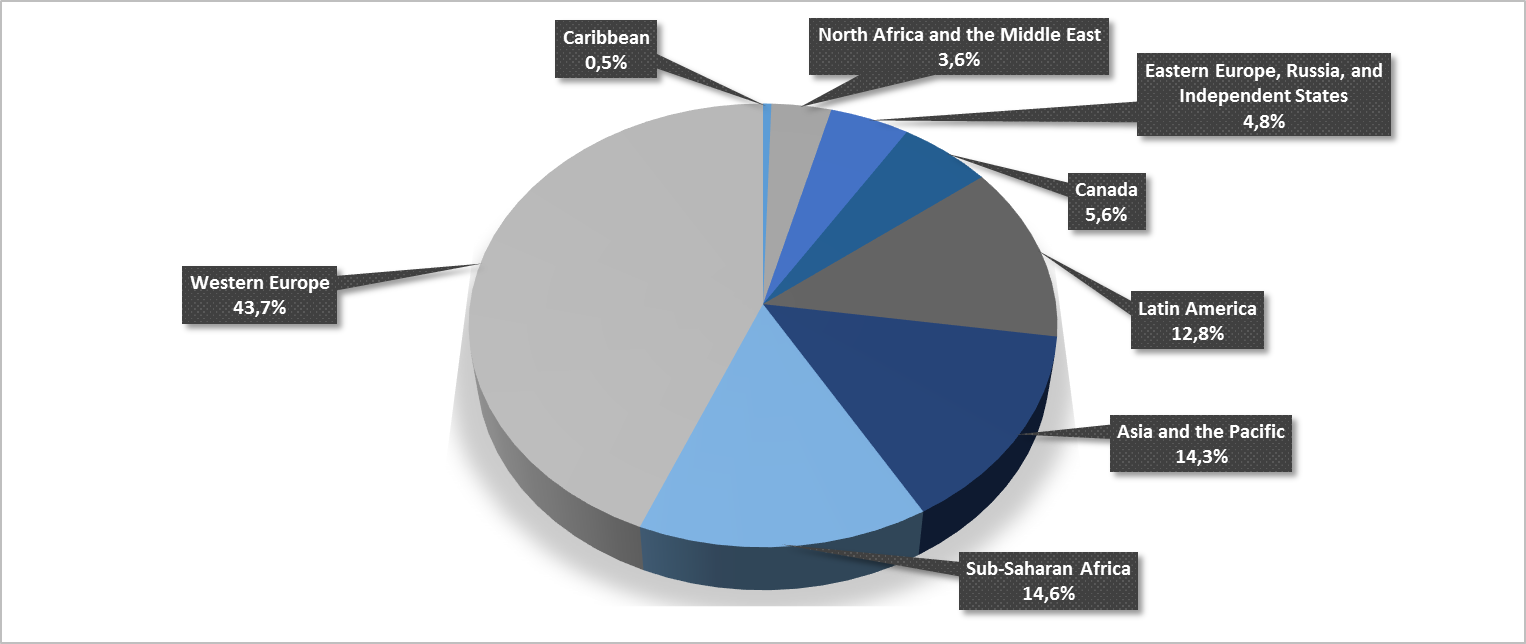 Caribbean
0,5%
North Africa and the Middle East
3,6%
Eastern Europe, Russia, and
Independent States
4,8%
Canada
5,6%
Latin America
12,8%
Asia and the Pacific
14,3%
Sub-Saharan Africa
14,6%
Western Europe
43,7%